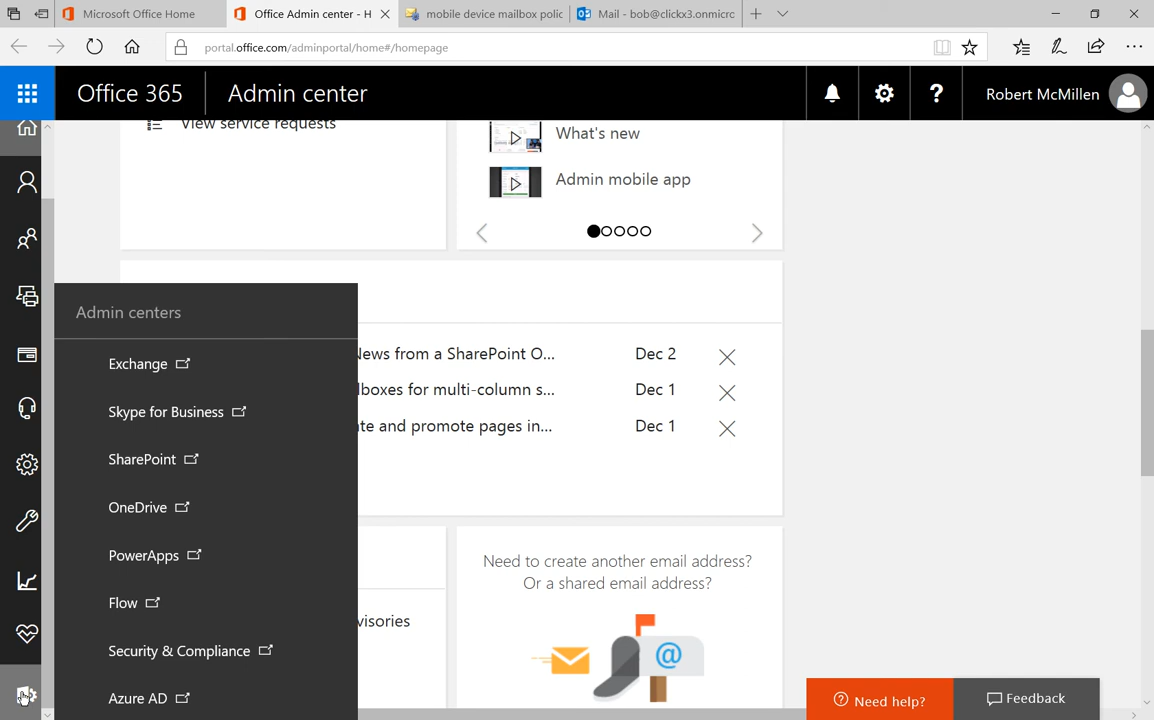 Microsoft Office Home
Office Admin center - H
mobile device mailbox polic
Mail - bob@clickx3.onmicrc
portal.office.com/adminportal/home#/homepage
Office 365
Admin center
?
Robert McMillen
View service requests
What's new
Admin mobile app
Admin centers
Exchange
Skype for Business
SharePoint
OneDrive
PowerApps
Flow
Security & Compliance
Azure AD
News from a SharePoint O... Dec 2
lboxes for multi-column s... Dec 1
te and promote pages in... Dec 1
visories
Need to create another email address?
Or a shared email address?
@
Need help?
Feedback